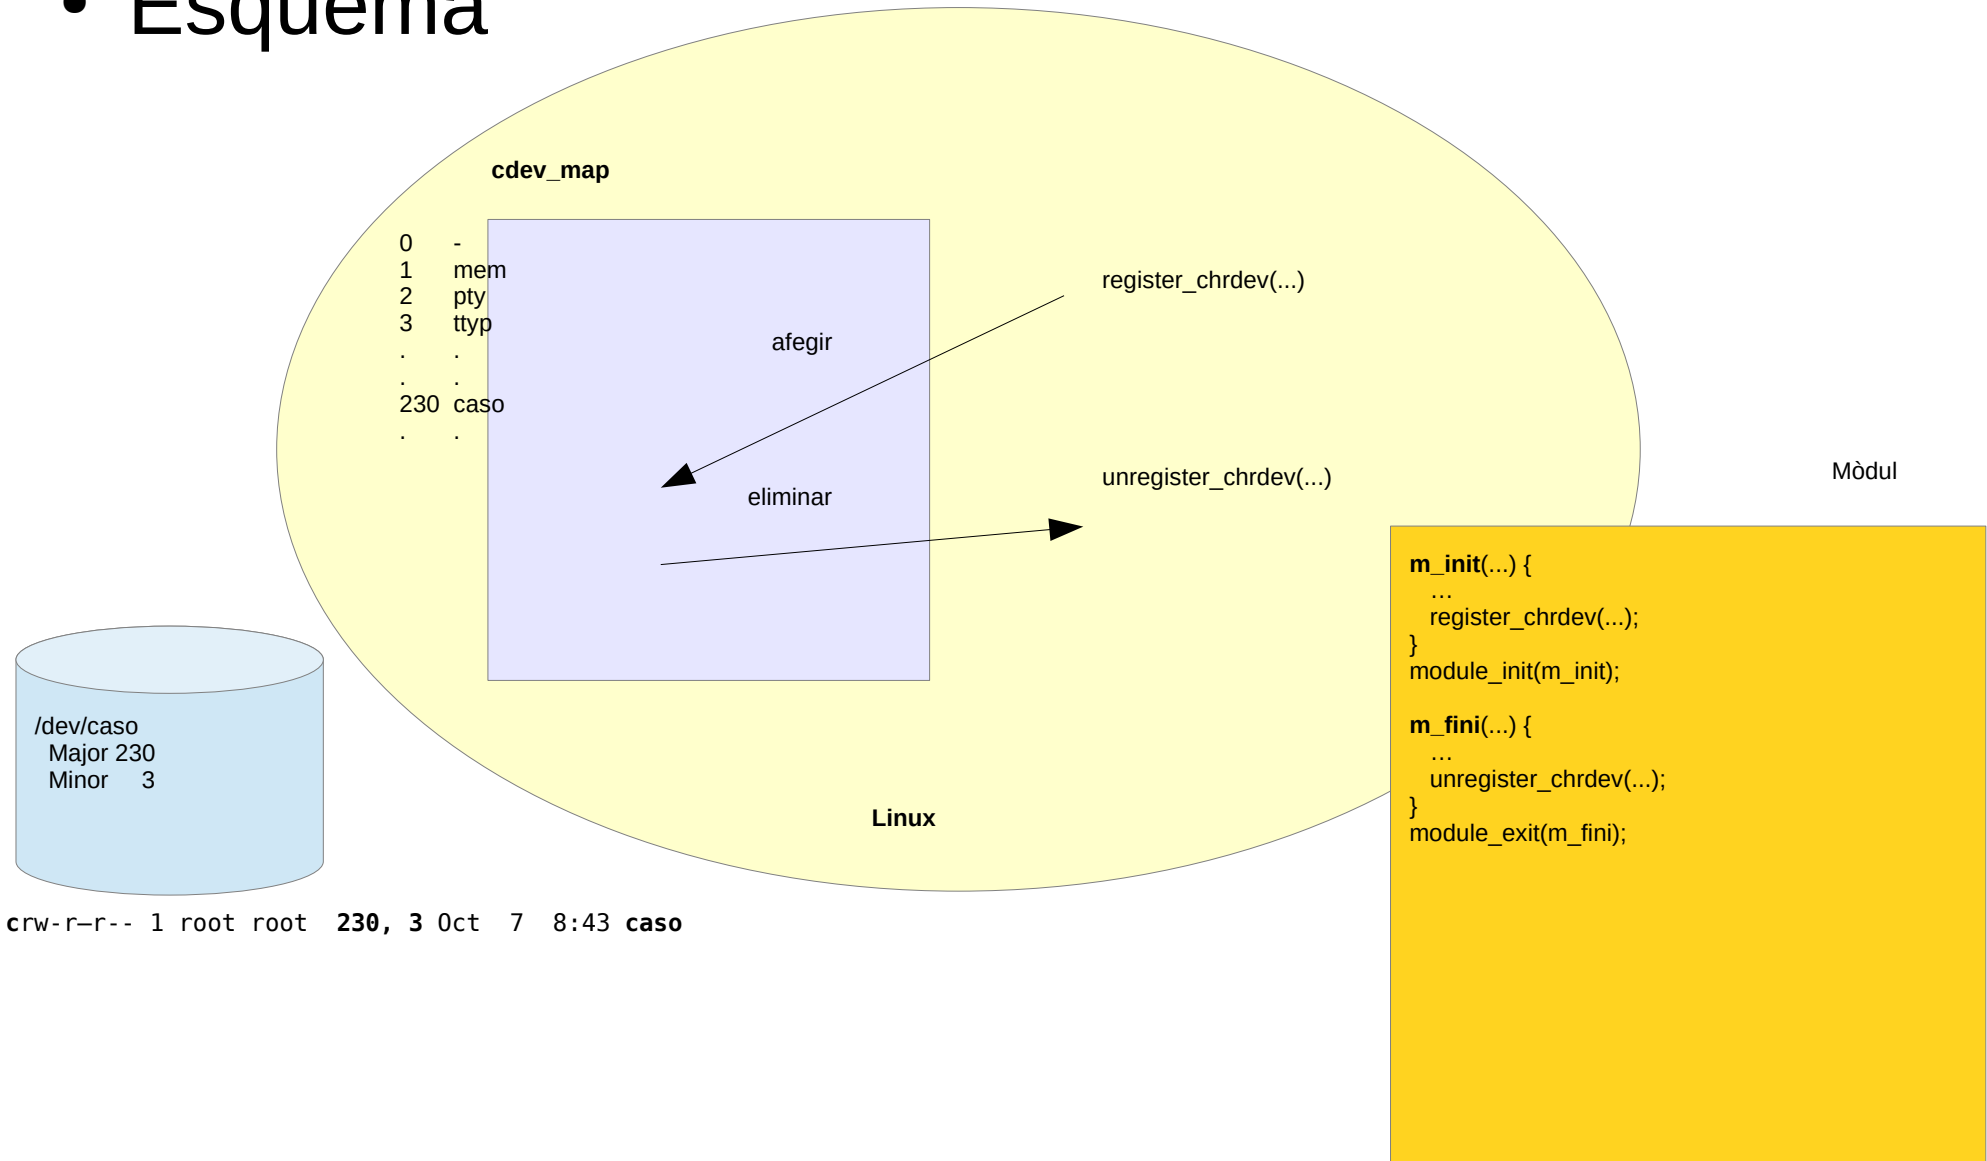 • Esquema
cdev_map
0 -
1 mem
2 pty
3 ttyp
. .
. .
230 caso
. .
register_chrdev(...)
afegir
eliminar
unregister_chrdev(...)
Mòdul
m_init(...) {
…
register_chrdev(...);
}
module_init(m_init);
m_fini(...) {
…
unregister_chrdev(...);
}
module_exit(m_fini);
/dev/caso
Major 230
Minor 3
Linux
crw-r–r-- 1 root root 230, 3 Oct 7 8:43 caso